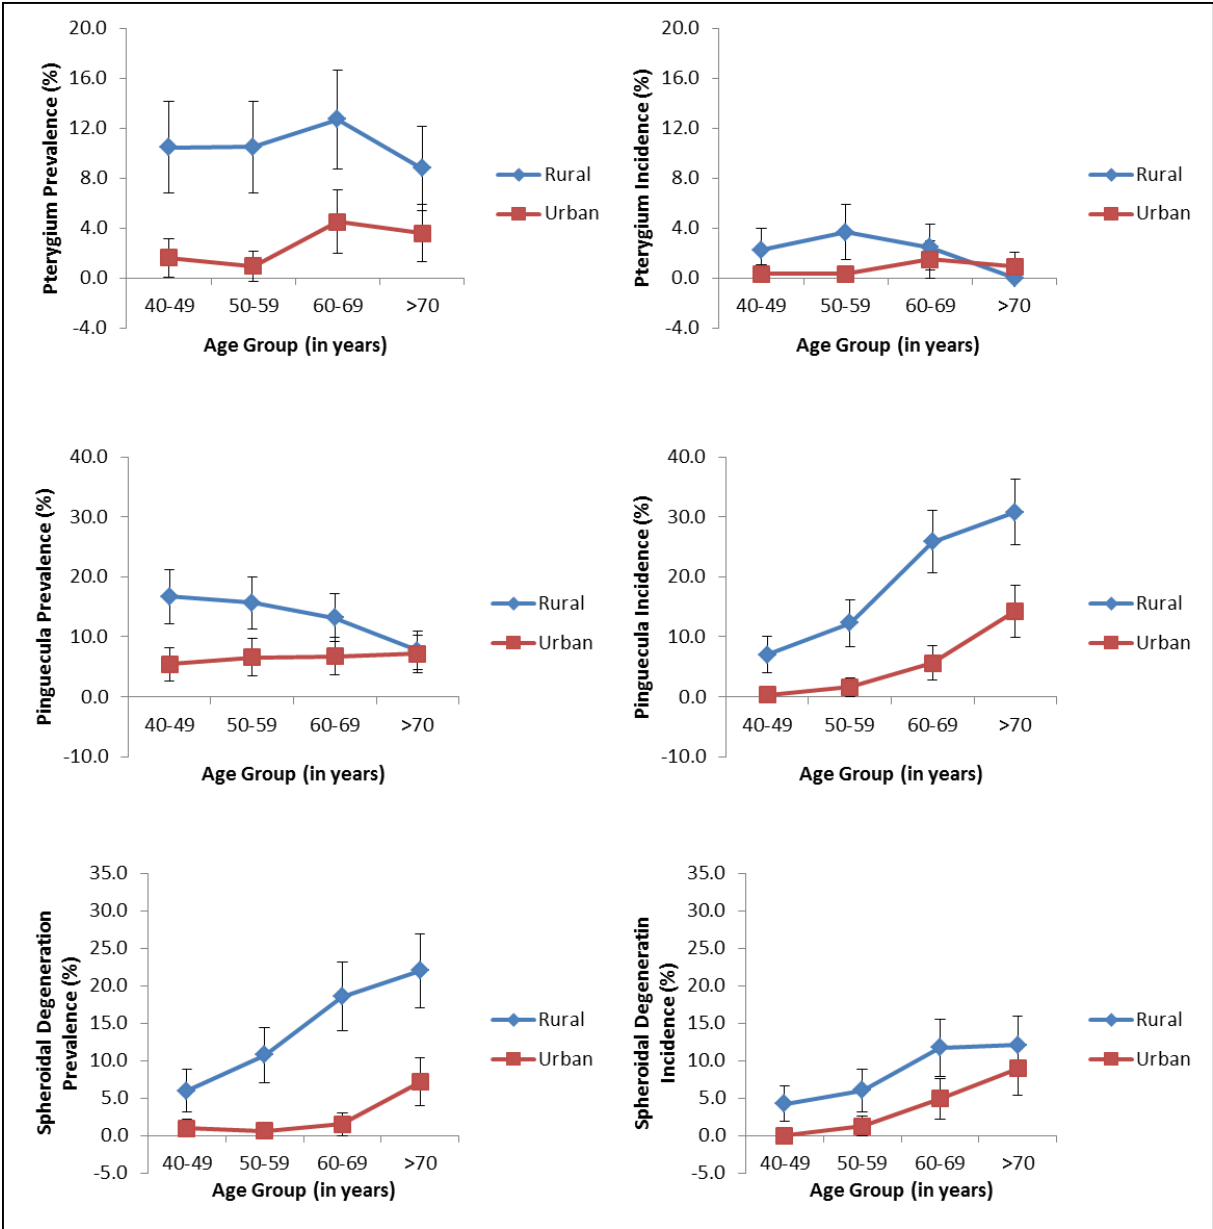 20.0
16.0
12.0
8.0
4.0
0.0
-4.0
Pterygium Prevalence (%)
40-49 50-59 60-69 >70
Age Group (in years)
Rural
Urban
20.0
16.0
12.0
8.0
4.0
0.0
-4.0
Pterygium Incidence (%)
40-49 50-59 60-69 >70
Age Group (in years)
Rural
Urban
40.0
30.0
20.0
10.0
0.0
-10.0
Pinguecula Prevalence (%)
40-49 50-59 60-69 >70
Age Group (in years)
Rural
Urban
40.0
30.0
20.0
10.0
0.0
-10.0
Pinguecula Incidence (%)
40-49 50-59 60-69 >70
Age Group (in years)
Rural
Urban
35.0
30.0
25.0
20.0
15.0
10.0
5.0
0.0
-5.0
Spheroidal Degeneration
Prevalence (%)
40-49 50-59 60-69 >70
Age Group (in years)
Rural
Urban
35.0
30.0
25.0
20.0
15.0
10.0
5.0
0.0
-5.0
Spheroidal Degeneratin
Incidence (%)
40-49 50-59 60-69 >70
Age Group (in years)
Rural
Urban